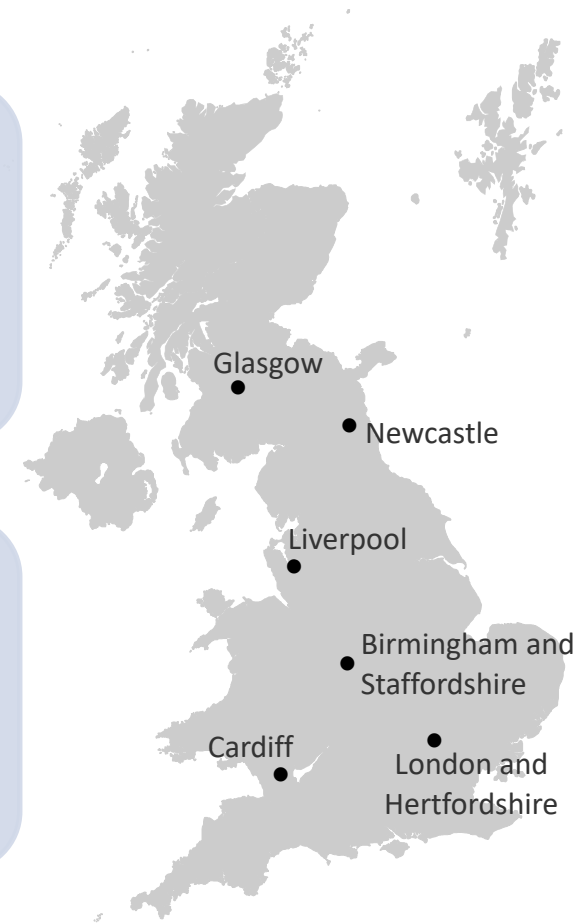 Glasgow
Newcastle
Liverpool
Birmingham and
Staffordshire
Cardiff
London and
Hertfordshire